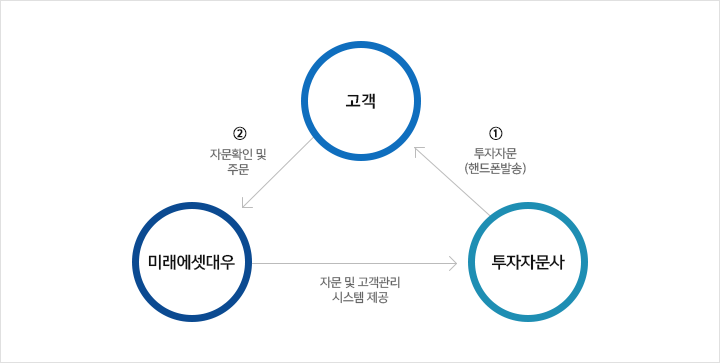 고객
②
자문확인 및
주문
①
투자자문
(핸드폰발송)
미래에셋대우
투자자문사
자문 및 고객관리
시스템 제공